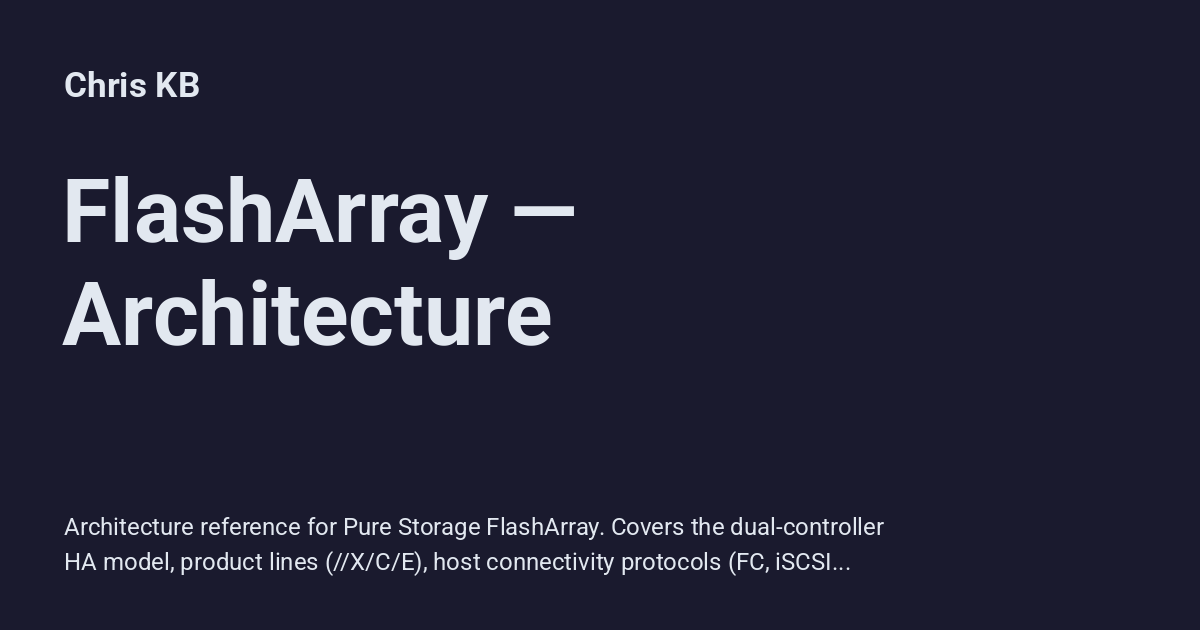 Chris KB
FlashArray —
Architecture
Architecture reference for Pure Storage FlashArray. Covers the dual-controller
HA model, product lines (//X/C/E), host connectivity protocols (FC, iSCSI...